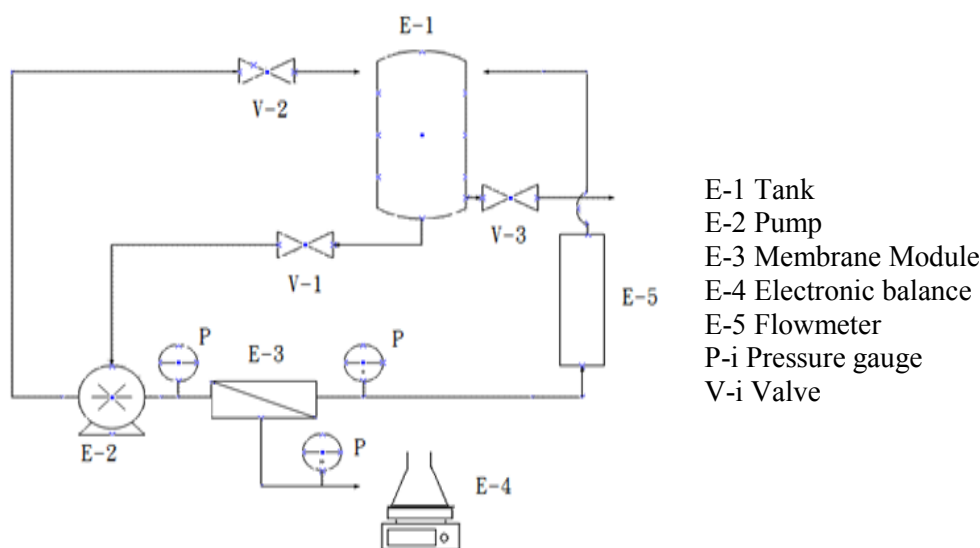 E-1
V-2
V-3
V-1
E-5
P
E-3
P
E-2
P
E-4
E-1 Tank
E-2 Pump
E-3 Membrane Module
E-4 Electronic balance
E-5 Flowmeter
P-i Pressure gauge
V-i Valve